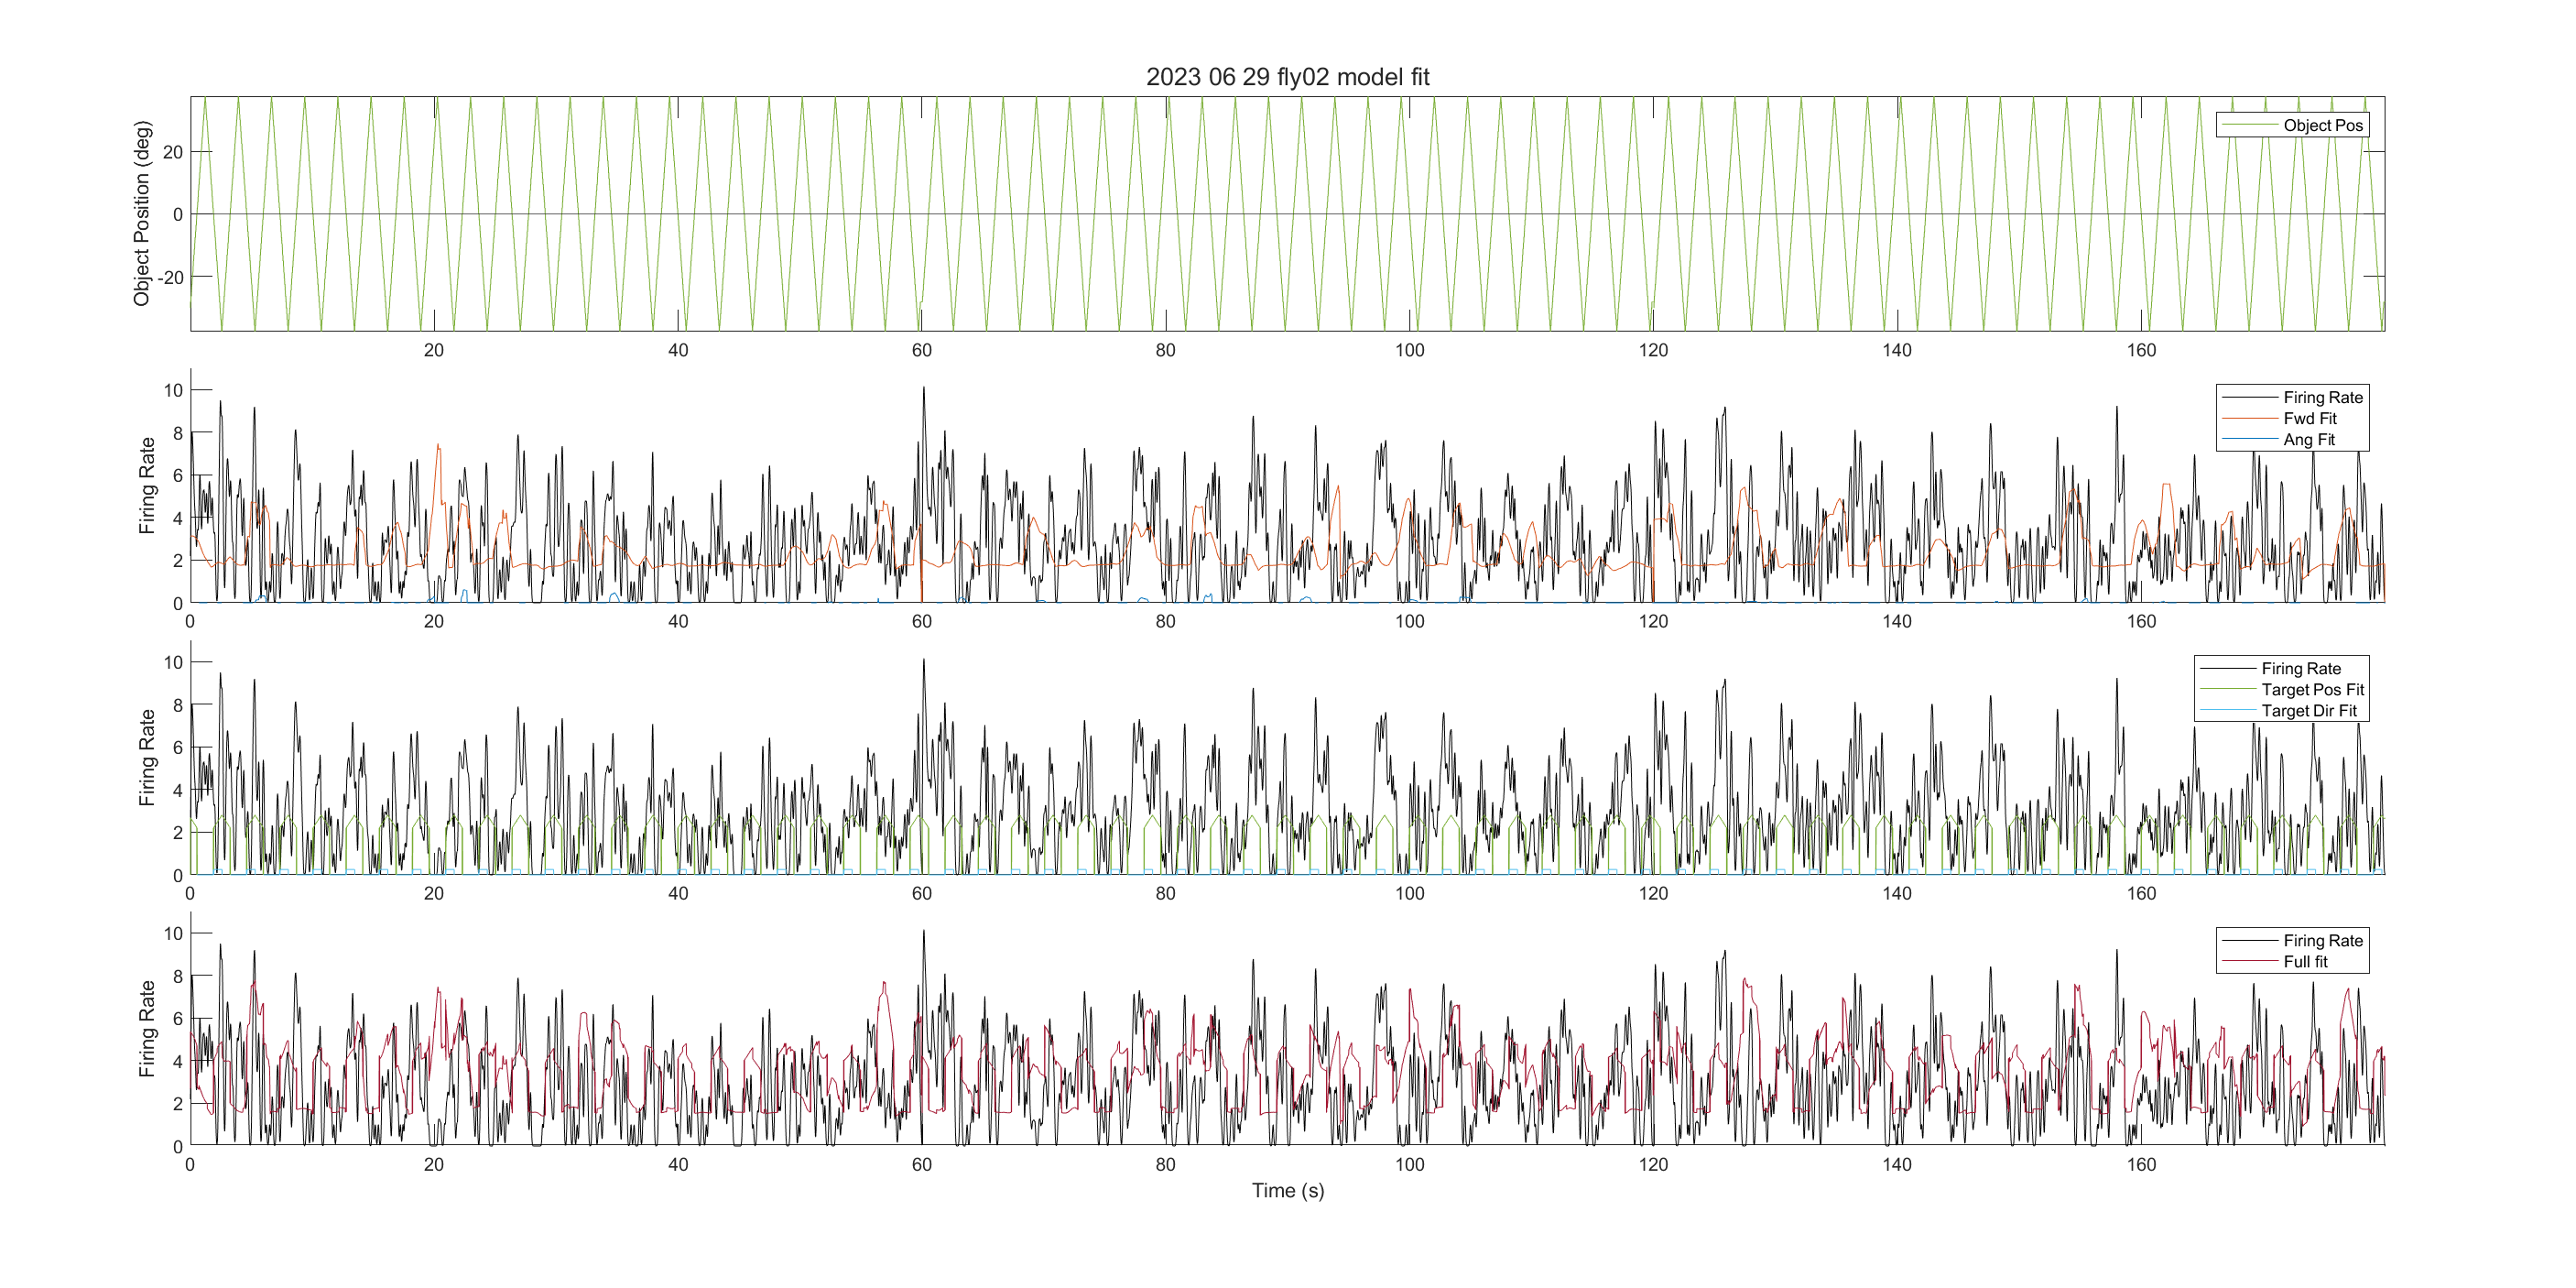 2023 06 29 fly02 model fit
Object Position (deg)
20
0
-20
Object Pos
20 40 60 80 100 120 140 160
Firing Rate
10
8
6
4
2
0
Firing Rate
Fwd Fit
Ang Fit
0 20 40 60 80 100 120 140 160
Firing Rate
10
8
6
4
2
0
Firing Rate
Target Pos Fit
Target Dir Fit
0 20 40 60 80 100 120 140 160
Firing Rate
10
8
6
4
2
0
Firing Rate
Full fit
0 20 40 60 80 100 120 140 160
Time (s)